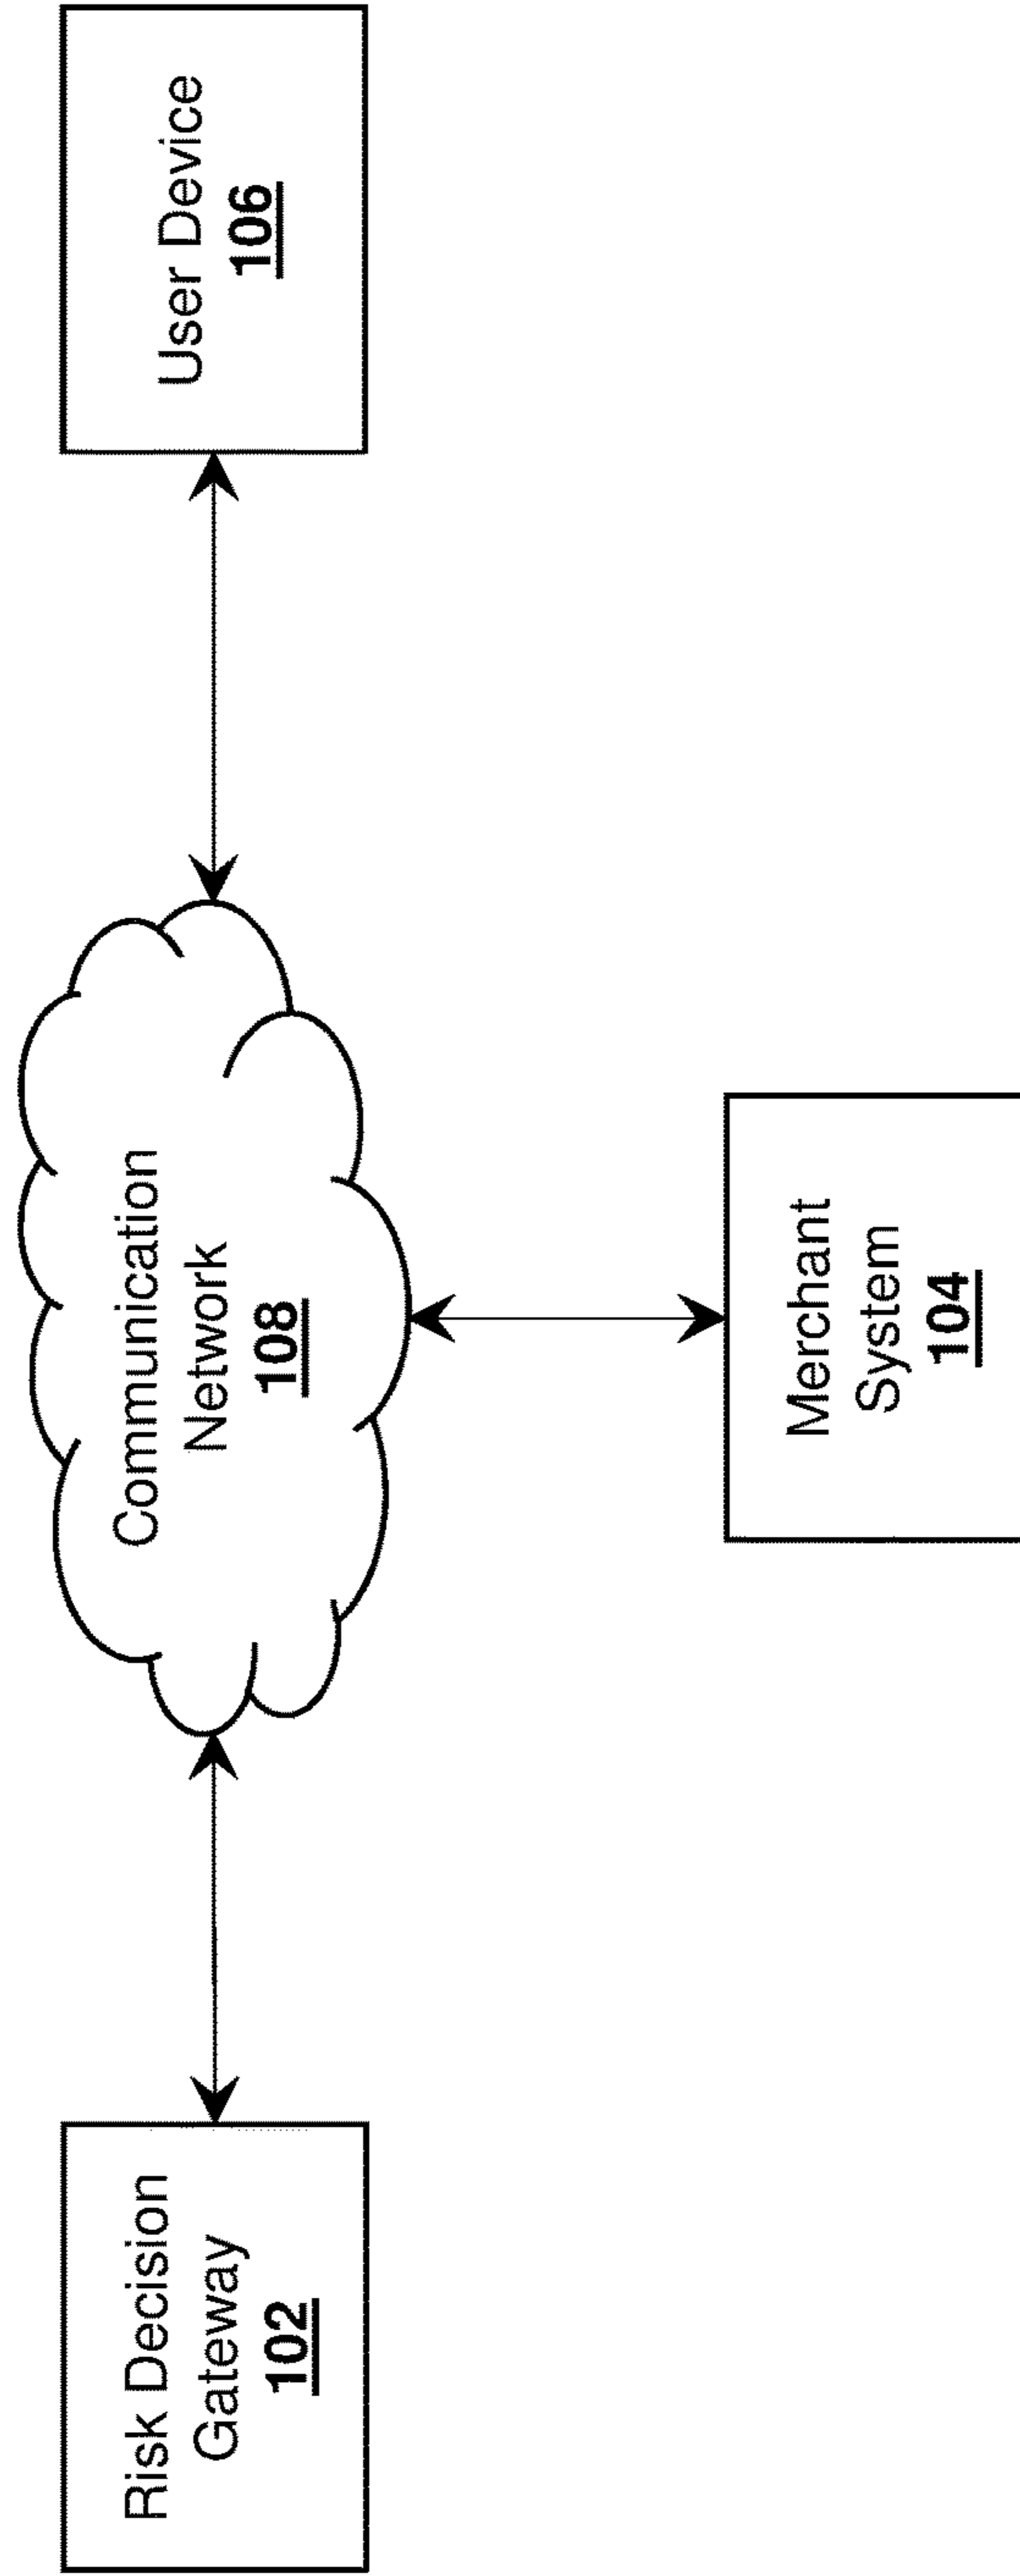 Risk Decision
Gateway
102
Communication
Network
108
User Device
106
Merchant
System
104